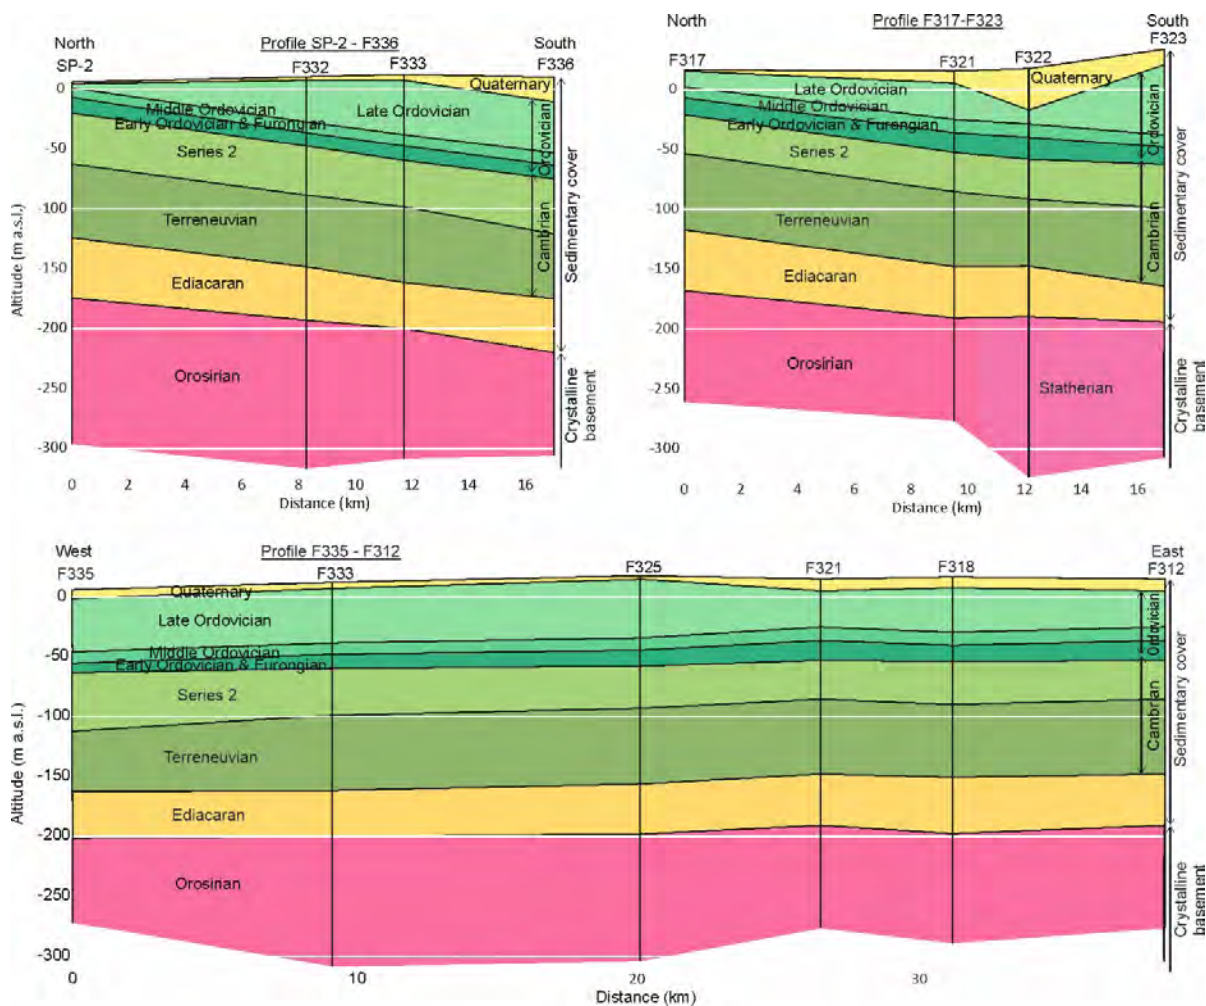 North
Profile SP-2 - F336
South
SP-2
F332
F333
F336
Quaternary
Late Ordovician
Middle Ordovician
Early Ordovician & Furongian
Series 2
Terreneuvian
Ediacaran
Orosirian
Ordovician
Cambrian
Sedimentary cover
Crystalline
basement
Altitude (m a.s.l.)
0
-50
-100
-150
-200
-250
-300
0 2 4 6 8 10 12 14 16
Distance (km)
North
Profile F317-F323
South
F317
F321
F322
F323
Quaternary
Late Ordovician
Middle Ordovician
Early Ordovician & Furongian
Series 2
Terreneuvian
Ediacaran
Orosirian
Statherian
Ordovician
Cambrian
Sedimentary cover
Crystalline
basement
50
0
-50
-100
-150
-200
-250
-300
0 2 4 6 8 10 12 14 16
Distance (km)
West
Profile F335 - F312
East
F335
F333
F325
F321
F318
F312
Quaternary
Late Ordovician
Middle Ordovician
Early Ordovician & Furongian
Series 2
Terreneuvian
Ediacaran
Orosirian
Ordovician
Cambrian
Sedimentary cover
Crystalline
basement
Altitude (m a.s.l.)
0
-50
-100
-150
-200
-250
-300
0 10 20 30
Distance (km)